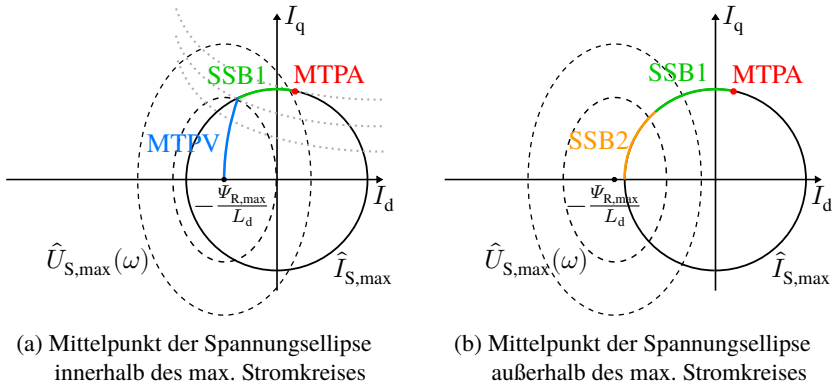 I_q
SSB1
MTPA
MTPV
−Ψ_R,max/L_d
I_d
Û_S,max(ω)
Î_S,max
(a) Mittelpunkt der Spannungsellipse
innerhalb des max. Stromkreises
I_q
SSB1
MTPA
SSB2
−Ψ_R,max/L_d
I_d
Û_S,max(ω)
Î_S,max
(b) Mittelpunkt der Spannungsellipse
außerhalb des max. Stromkreises